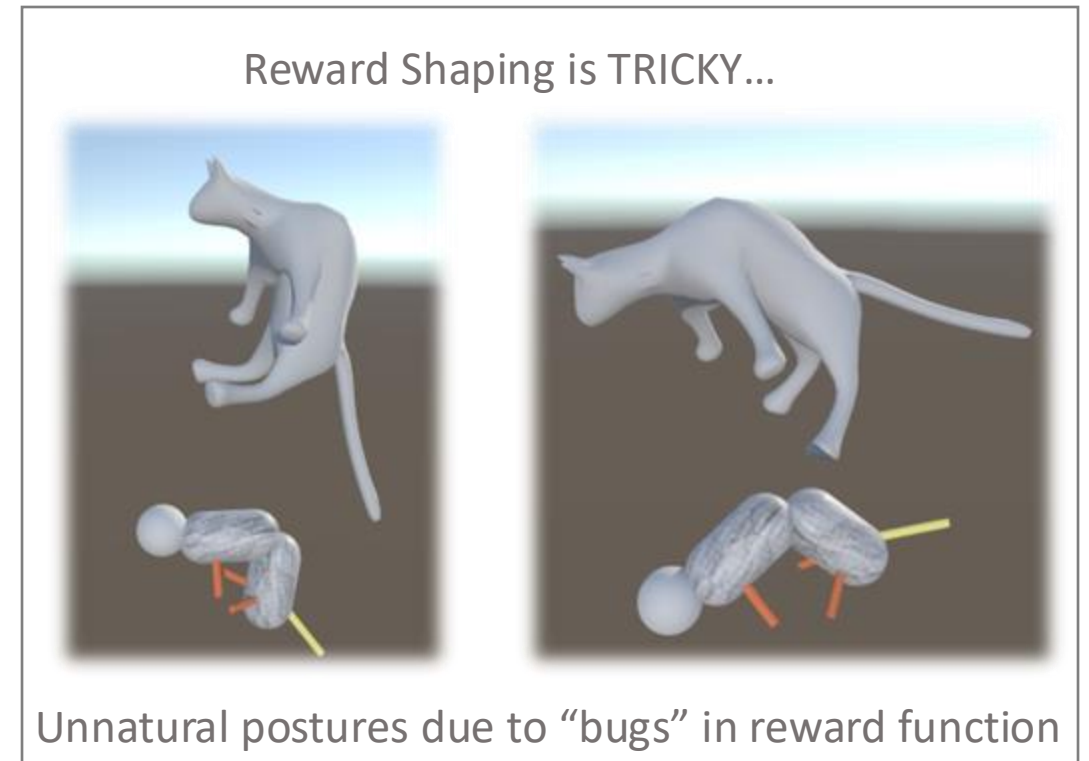 Reward Shaping is TRICKY...
Unnatural postures due to “bugs” in reward function